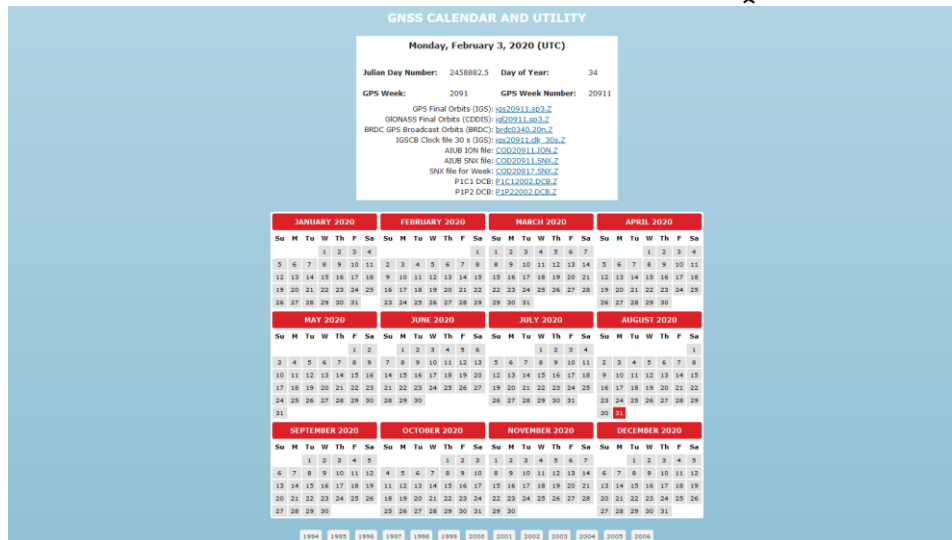 GNSS CALENDAR AND UTILITY
Monday, February 3, 2020 (UTC)
Julian Day Number: 2458882.5 Day of Year: 34
GPS Week: 2091 GPS Week Number: 20911
GPS Final Orbits (IGS): igs20911.sp3.Z
GlONASS Final Orbits (CDDIS): igl20911.sp3.Z
BRDC GPS Broadcast Orbits (BRDC): brdc0340.20n.Z
IGSCB Clock file 30 s (IGS): igs20911.clk_30s.Z
AIUB ION file: COD20911.ION.Z
AIUB SNX file: COD20911.SNX.Z
SNX file for Week: COD20917.SNX.Z
P1C1 DCB: P1C12002.DCB.Z
P1P2 DCB: P1P22002.DCB.Z
JANUARY 2020 FEBRUARY 2020 MARCH 2020 APRIL 2020
Su M Tu W Th F Sa Su M Tu W Th F Sa Su M Tu W Th F Sa Su M Tu W Th F Sa
1 2 3 4 1 1 2 3 4 5 6 7 1 2 3 4
5 6 7 8 9 10 11 2 3 4 5 6 7 8 8 9 10 11 12 13 14 5 6 7 8 9 10 11
12 13 14 15 16 17 18 9 10 11 12 13 14 15 15 16 17 18 19 20 21 12 13 14 15 16 17 18
19 20 21 22 23 24 25 16 17 18 19 20 21 22 22 23 24 25 26 27 28 19 20 21 22 23 24 25
26 27 28 29 30 31 23 24 25 26 27 28 29 29 30 31 26 27 28 29 30
MAY 2020 JUNE 2020 JULY 2020 AUGUST 2020
Su M Tu W Th F Sa Su M Tu W Th F Sa Su M Tu W Th F Sa Su M Tu W Th F Sa
1 2 1 2 3 4 5 6 1 2 3 4 1
3 4 5 6 7 8 9 7 8 9 10 11 12 13 5 6 7 8 9 10 11 2 3 4 5 6 7 8
10 11 12 13 14 15 16 14 15 16 17 18 19 20 12 13 14 15 16 17 18 9 10 11 12 13 14 15
17 18 19 20 21 22 23 21 22 23 24 25 26 27 19 20 21 22 23 24 25 16 17 18 19 20 21 22
24 25 26 27 28 29 30 28 29 30 26 27 28 29 30 31 23 24 25 26 27 28 29
31 30 31
SEPTEMBER 2020 OCTOBER 2020 NOVEMBER 2020 DECEMBER 2020
Su M Tu W Th F Sa Su M Tu W Th F Sa Su M Tu W Th F Sa Su M Tu W Th F Sa
1 2 3 4 5 1 2 3 1 2 3 4 5 6 7 1 2 3 4 5
6 7 8 9 10 11 12 4 5 6 7 8 9 10 8 9 10 11 12 13 14 6 7 8 9 10 11 12
13 14 15 16 17 18 19 11 12 13 14 15 16 17 15 16 17 18 19 20 21 13 14 15 16 17 18 19
20 21 22 23 24 25 26 18 19 20 21 22 23 24 22 23 24 25 26 27 28 20 21 22 23 24 25 26
27 28 29 30 25 26 27 28 29 30 31 29 30 27 28 29 30 31
1994 1995 1996 1997 1998 1999 2000 2001 2002 2003 2004 2005 2006